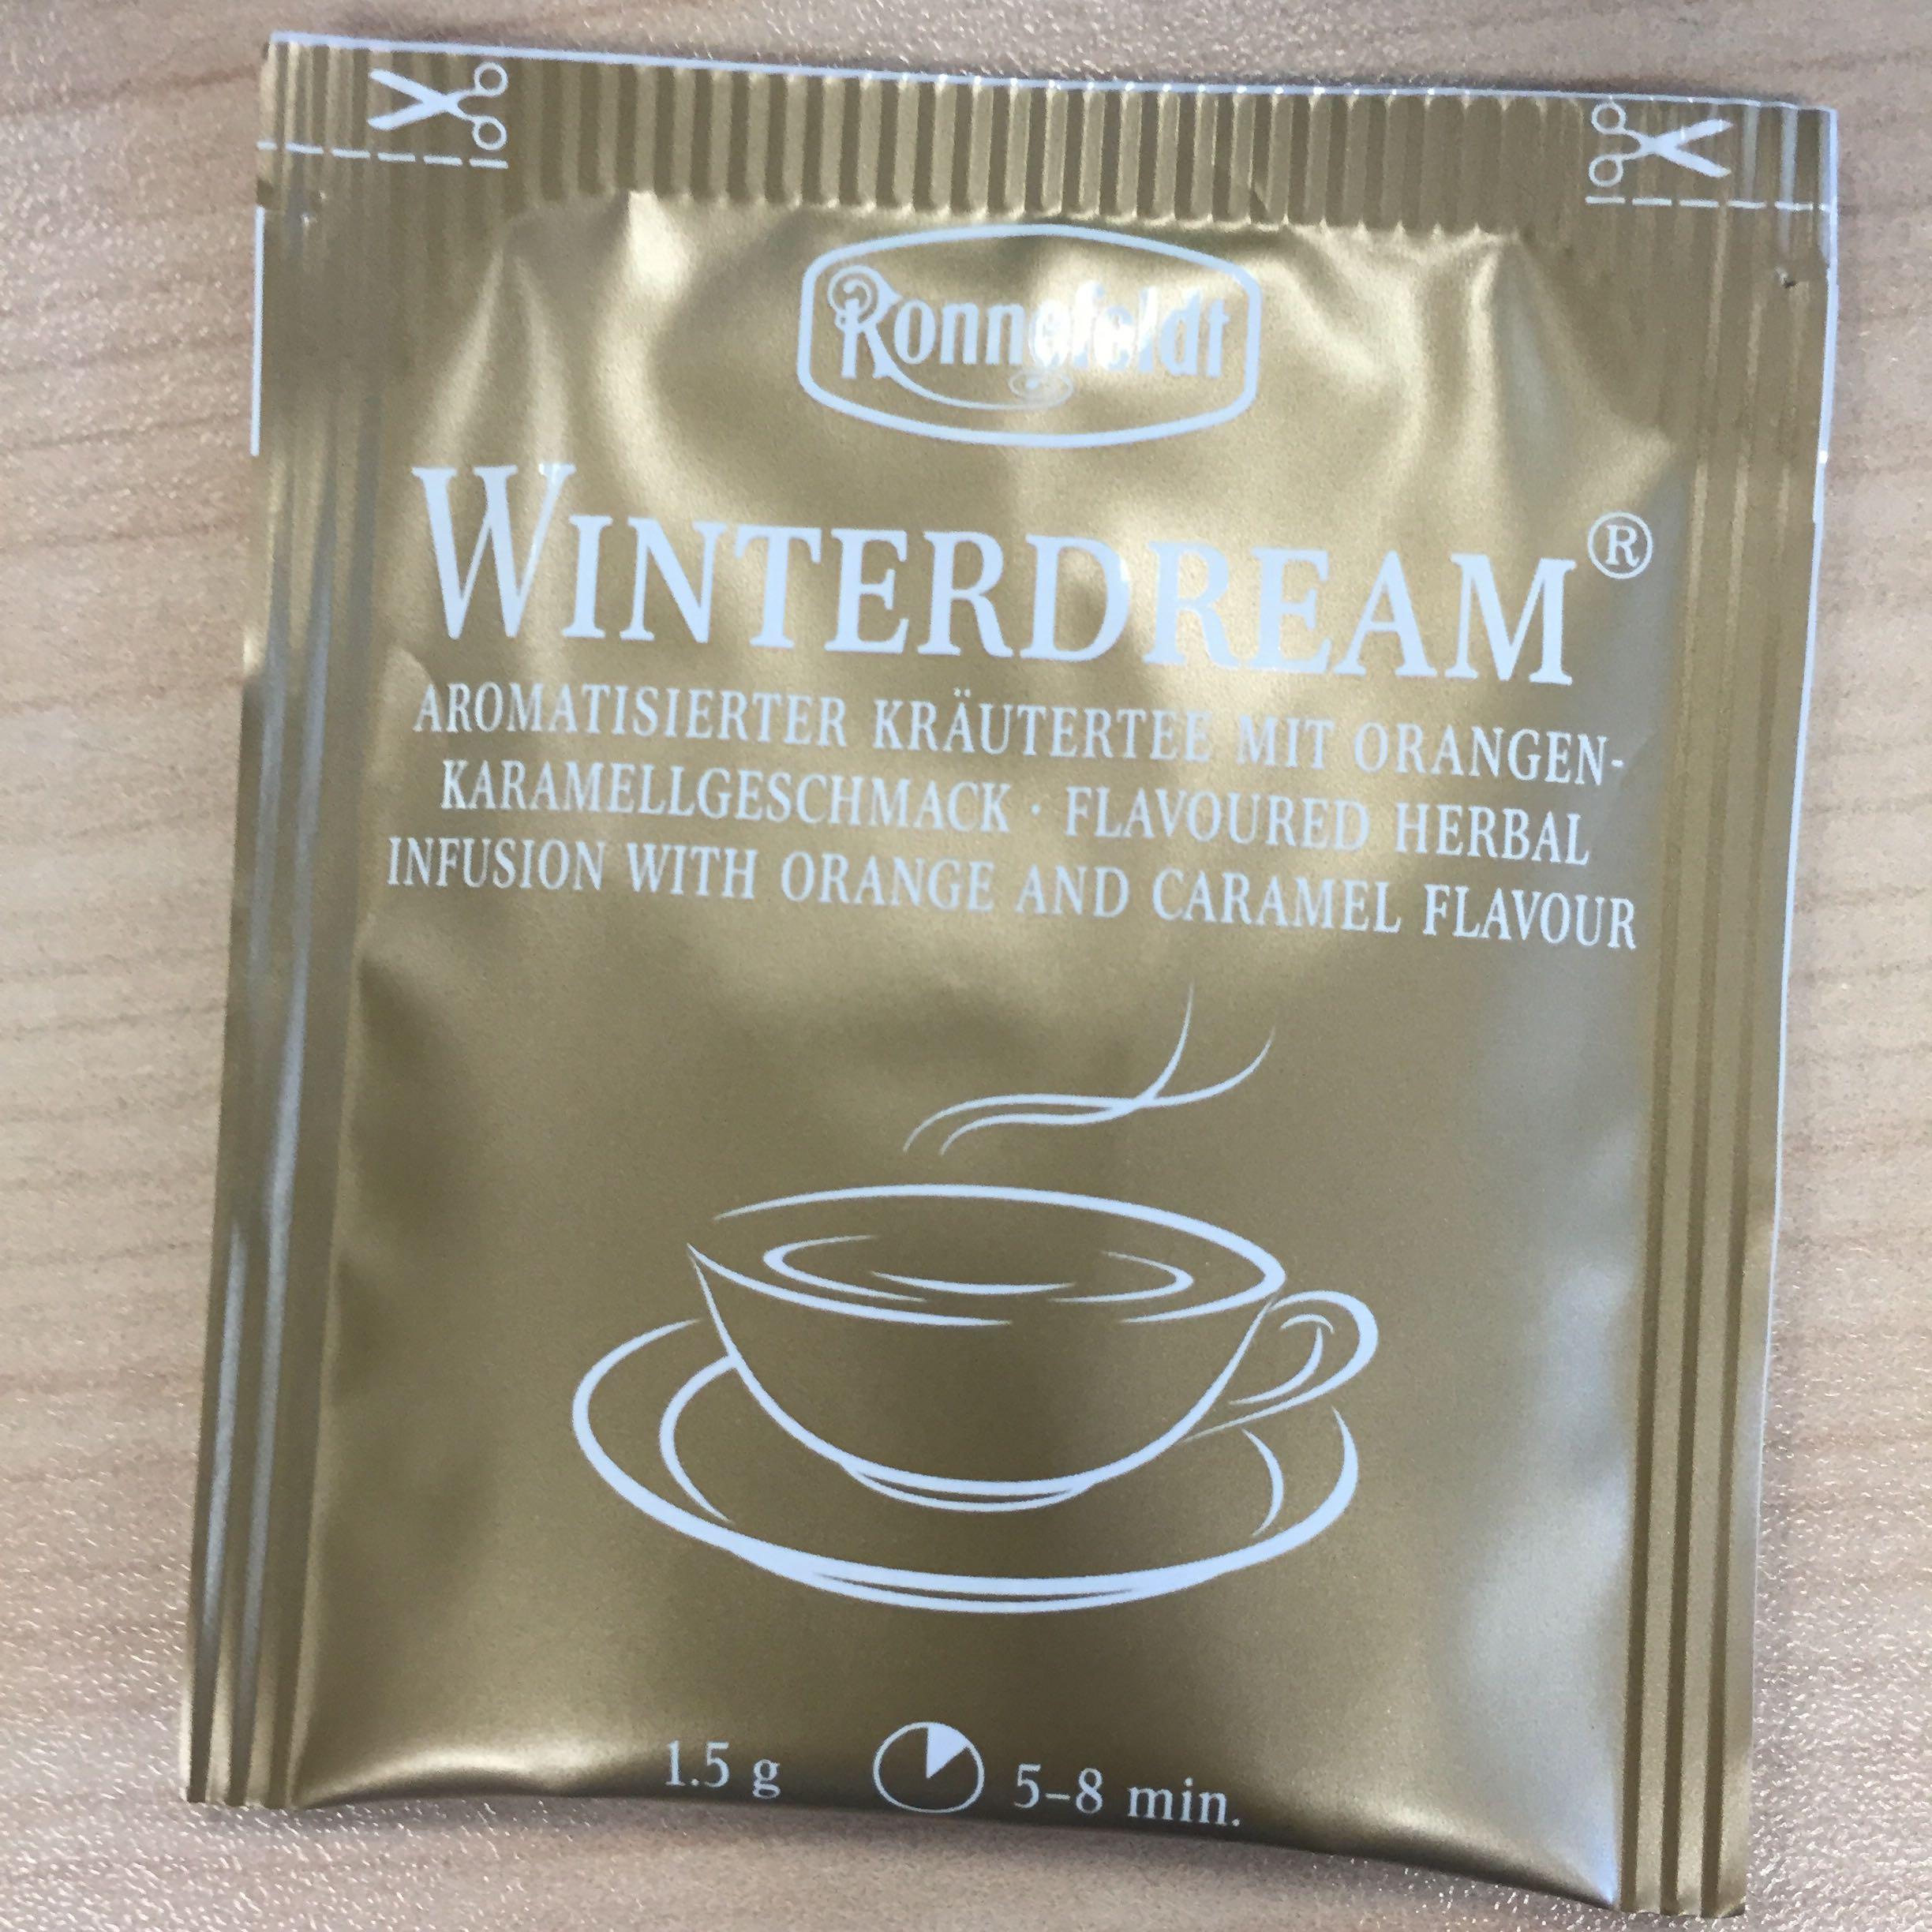 Ronnefeldt
WINTERDREAM®
AROMATISIERTER KRÄUTERTEE MIT ORANGEN-
KARAMELLGESCHMACK · FLAVOURED HERBAL
INFUSION WITH ORANGE AND CARAMEL FLAVOUR
1.5 g 5–8 min.